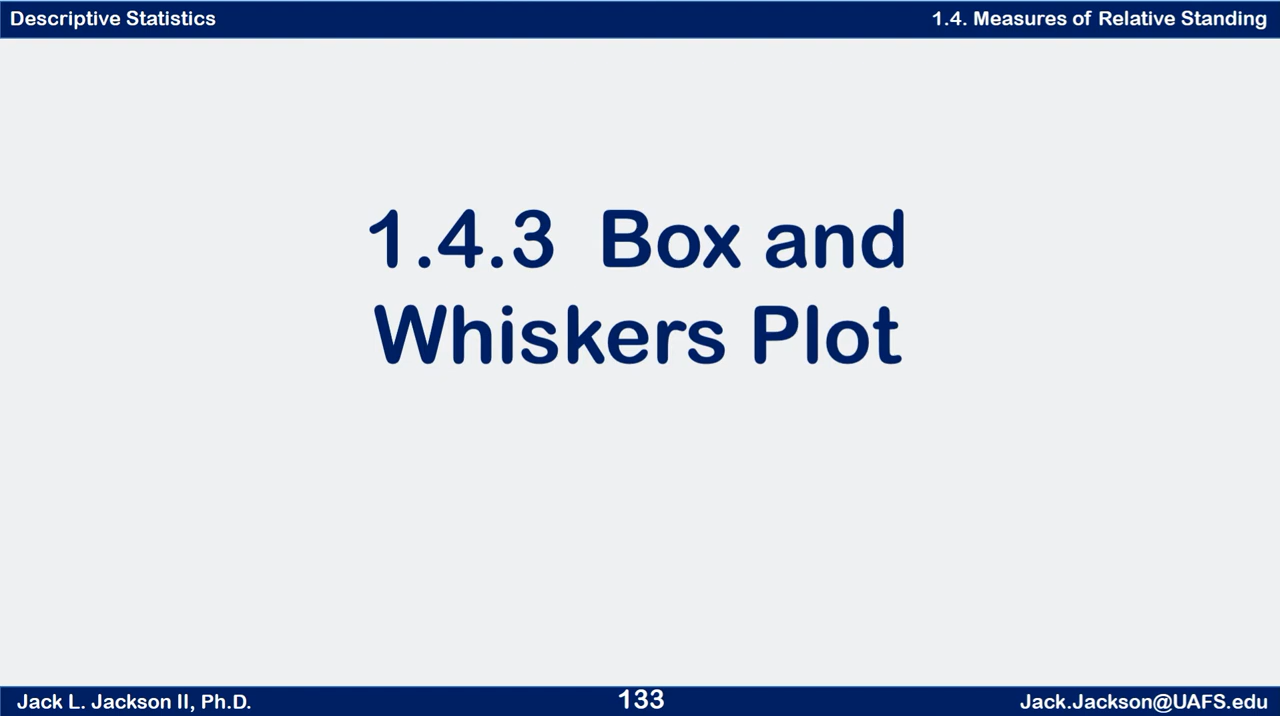 Descriptive Statistics
1.4. Measures of Relative Standing
1.4.3 Box and
Whiskers Plot
Jack L. Jackson II, Ph.D.
133
Jack.Jackson@UAFS.edu